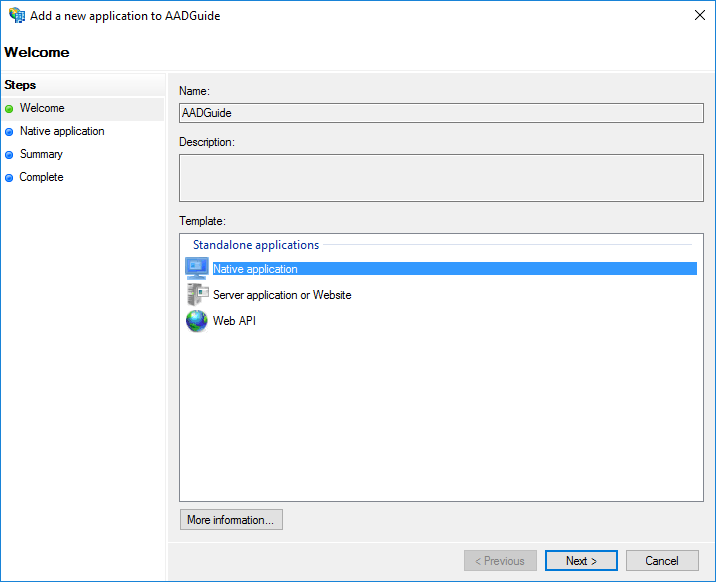 Add a new application to AADGuide
Welcome
Steps
Welcome
Native application
Summary
Complete
Name:
AADGuide
Description:
Template:
Standalone applications
Native application
Server application or Website
Web API
More information...
< Previous
Next >
Cancel